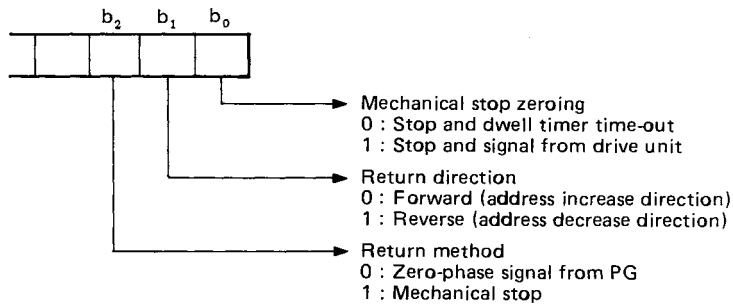 b₂ b₁ b₀
Mechanical stop zeroing
0 : Stop and dwell timer time-out
1 : Stop and signal from drive unit
Return direction
0 : Forward (address increase direction)
1 : Reverse (address decrease direction)
Return method
0 : Zero-phase signal from PG
1 : Mechanical stop